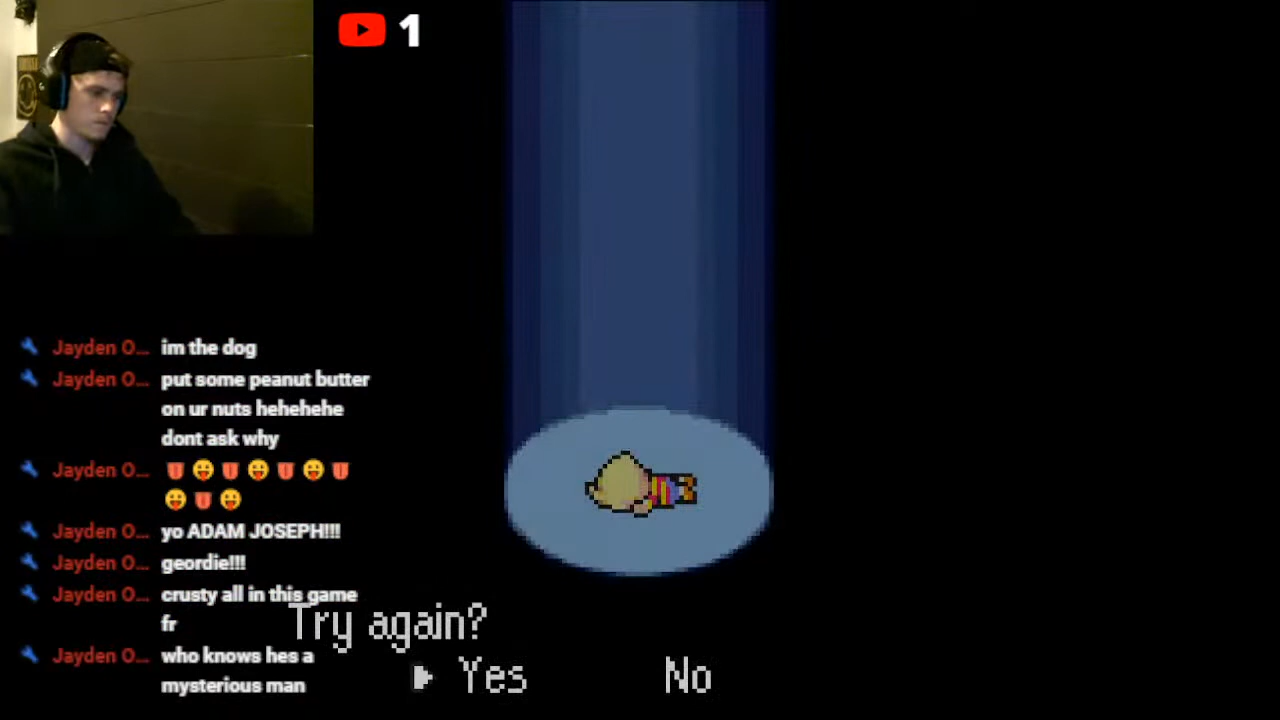 1
Jayden O... im the dog
Jayden O... put some peanut butter
on ur nuts hehehehe
dont ask why
Jayden O... 👅😛👅😛👅😛👅
😛👅😛
Jayden O... yo ADAM JOSEPH!!!
Jayden O... geordie!!!
Jayden O... crusty all in this game
fr
Jayden O... who knows hes a
mysterious man
Try again?
▶ Yes No